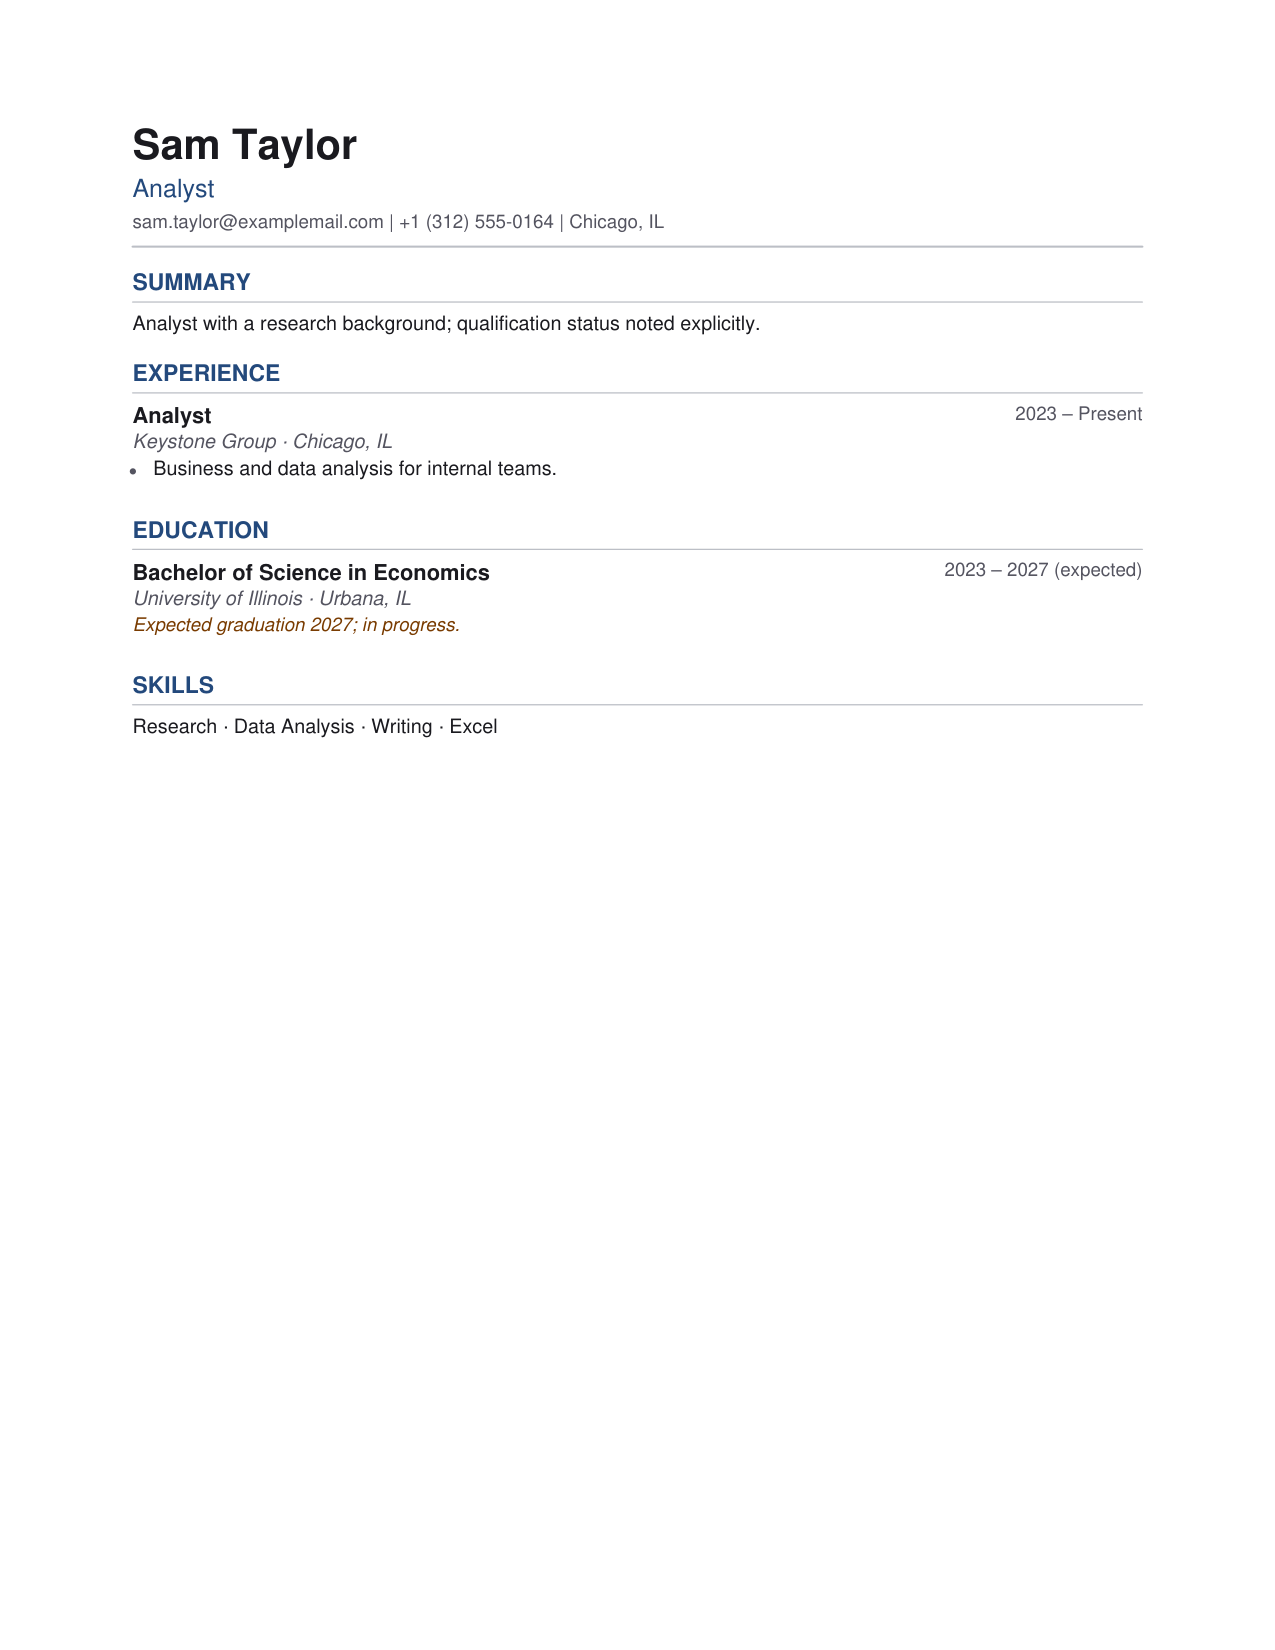 Sam Taylor
Analyst
sam.taylor@examplemail.com | +1 (312) 555-0164 | Chicago, IL
SUMMARY
Analyst with a research background; qualification status noted explicitly.
EXPERIENCE
Analyst 2023 – Present
Keystone Group · Chicago, IL
• Business and data analysis for internal teams.
EDUCATION
Bachelor of Science in Economics 2023 – 2027 (expected)
University of Illinois · Urbana, IL
Expected graduation 2027; in progress.
SKILLS
Research · Data Analysis · Writing · Excel